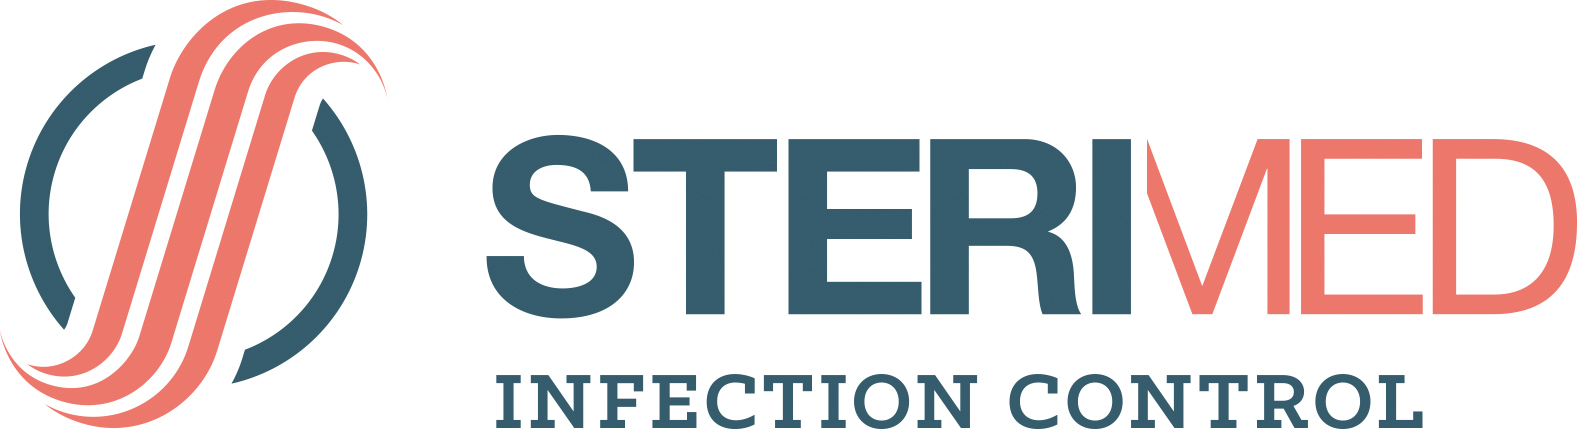 STERIMED
INFECTION CONTROL